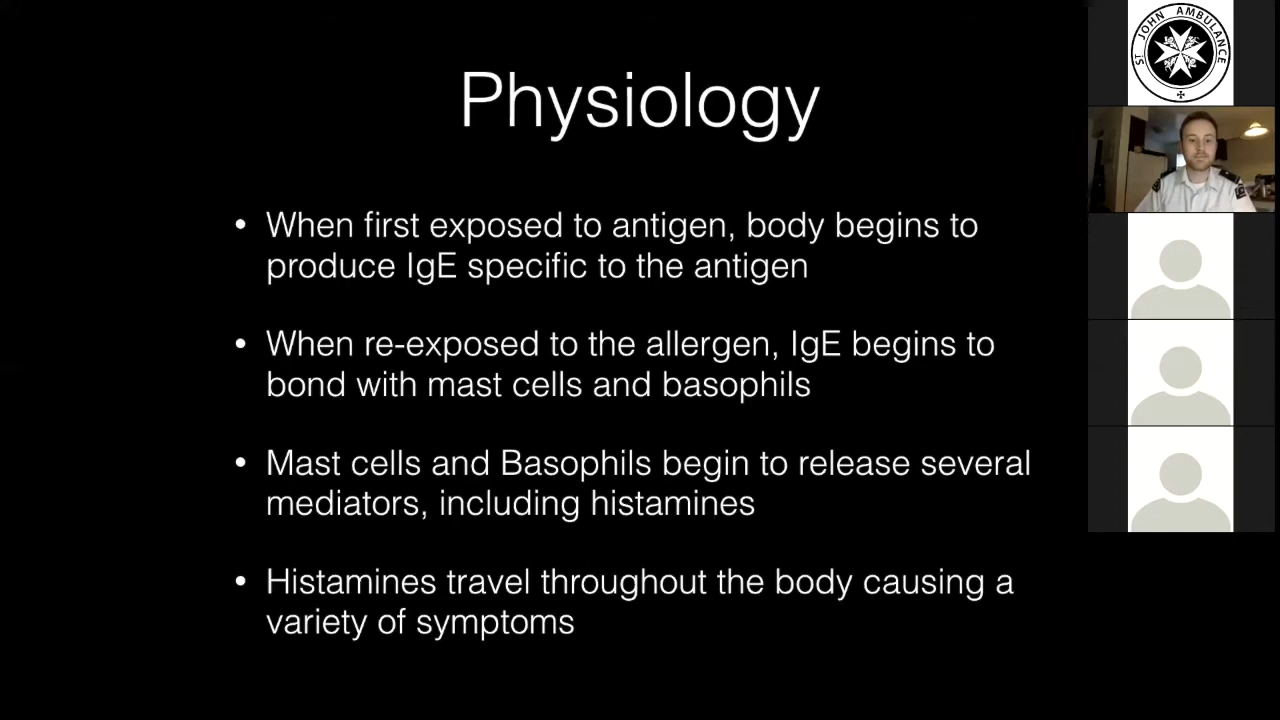 Physiology
• When first exposed to antigen, body begins to
produce IgE specific to the antigen
• When re-exposed to the allergen, IgE begins to
bond with mast cells and basophils
• Mast cells and Basophils begin to release several
mediators, including histamines
• Histamines travel throughout the body causing a
variety of symptoms
ST JOHN AMBULANCE